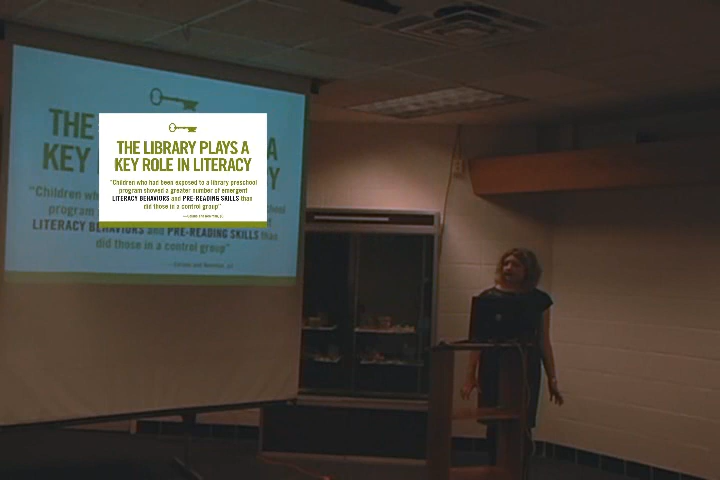 THE LIBRARY PLAYS A
KEY ROLE IN LITERACY
"Children who had been exposed to a library preschool
program showed a greater number of emergent
LITERACY BEHAVIORS and PRE-READING SKILLS than
did those in a control group"
THE A
KEY
"Children who
program
LITERACY BEHAVIORS and PRE-READING SKILLS than
did those in a control group"